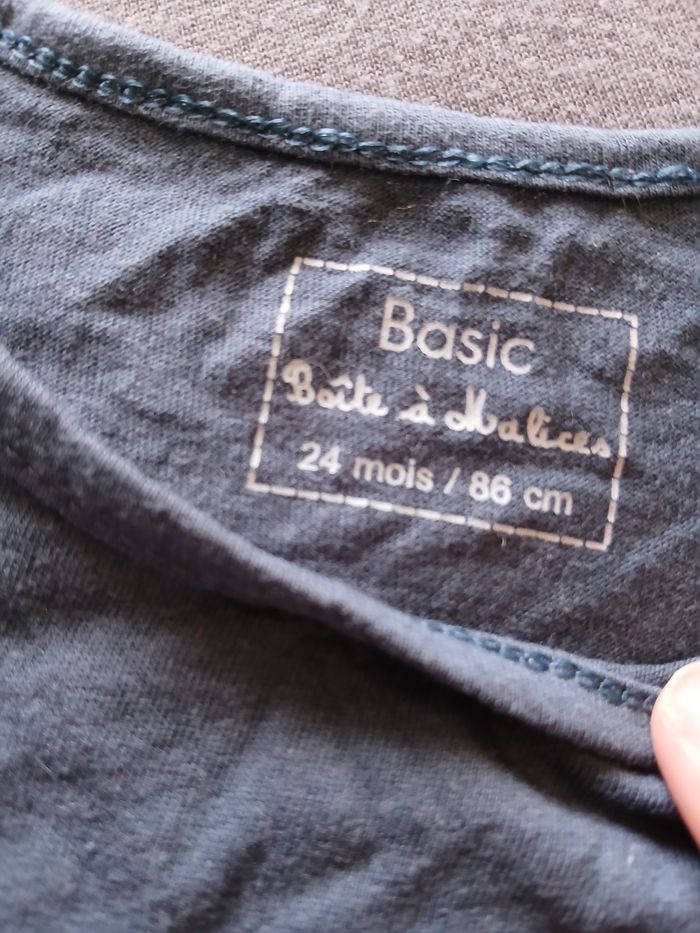 Basic
Boîte à Malices
24 mois / 86 cm